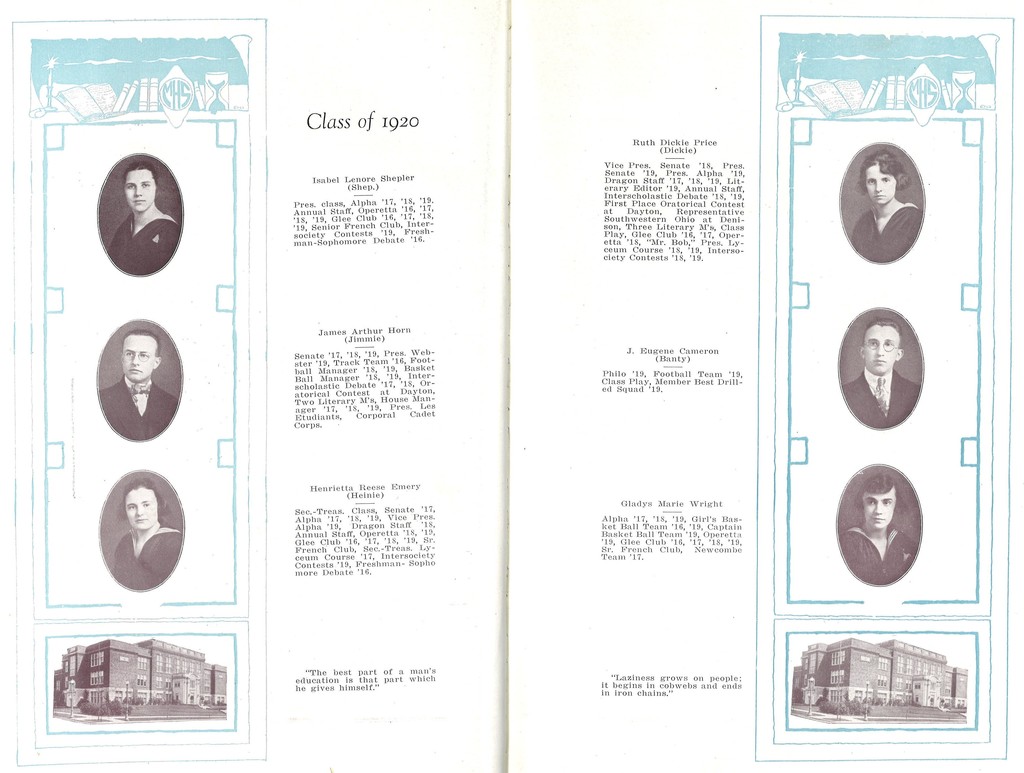 MHS
Class of 1920
Isabel Lenore Shepler
(Shep.)
Pres. class, Alpha '17, '18, '19,
Annual Staff, Operetta '16, '17,
'18, '19, Glee Club '16, '17, '18,
'19, Senior French Club, Inter-
society Contests '19, Fresh-
man-Sophomore Debate '16.
James Arthur Horn
(Jimmie)
Senate '17, '18, '19, Pres. Web-
ster '19, Track Team '16, Foot-
ball Manager '18, '19, Basket
Ball Manager '18, '19, Inter-
scholastic Debate '17, '18, Or-
atorical Contest at Dayton,
Two Literary M's, House Man-
ager '17, '18, '19, Pres. Les
Etudiants, Corporal Cadet
Corps.
Henrietta Reese Emery
(Heinie)
Sec.-Treas. Class, Senate '17,
Alpha '17, '18, '19, Vice Pres.
Alpha '19, Dragon Staff '18,
Annual Staff, Operetta '18, '19,
Glee Club '16, '17, '18, '19, Sr.
French Club, Sec.-Treas. Ly-
ceum Course '17, Intersociety
Contests '19, Freshman- Sopho
more Debate '16.
"The best part of a man's
education is that part which
he gives himself."
Ruth Dickie Price
(Dickie)
Vice Pres. Senate '18, Pres.
Senate '19, Pres. Alpha '19,
Dragon Staff '17, '18, '19, Lit-
erary Editor '19, Annual Staff,
Interscholastic Debate '18, '19,
First Place Oratorical Contest
at Dayton, Representative
Southwestern Ohio at Deni-
son, Three Literary M's, Class
Play, Glee Club '16, '17, Oper-
etta '18, "Mr. Bob," Pres. Ly-
ceum Course '18, '19, Interso-
ciety Contests '18, '19.
J. Eugene Cameron
(Banty)
Philo '19, Football Team '19,
Class Play, Member Best Drill-
ed Squad '19.
Gladys Marie Wright
Alpha '17, '18, '19, Girl's Bas-
ket Ball Team '16, '19, Captain
Basket Ball Team '19, Operetta
'19, Glee Club '16, '17, '18, '19,
Sr. French Club, Newcombe
Team '17.
"Laziness grows on people;
it begins in cobwebs and ends
in iron chains."
MHS